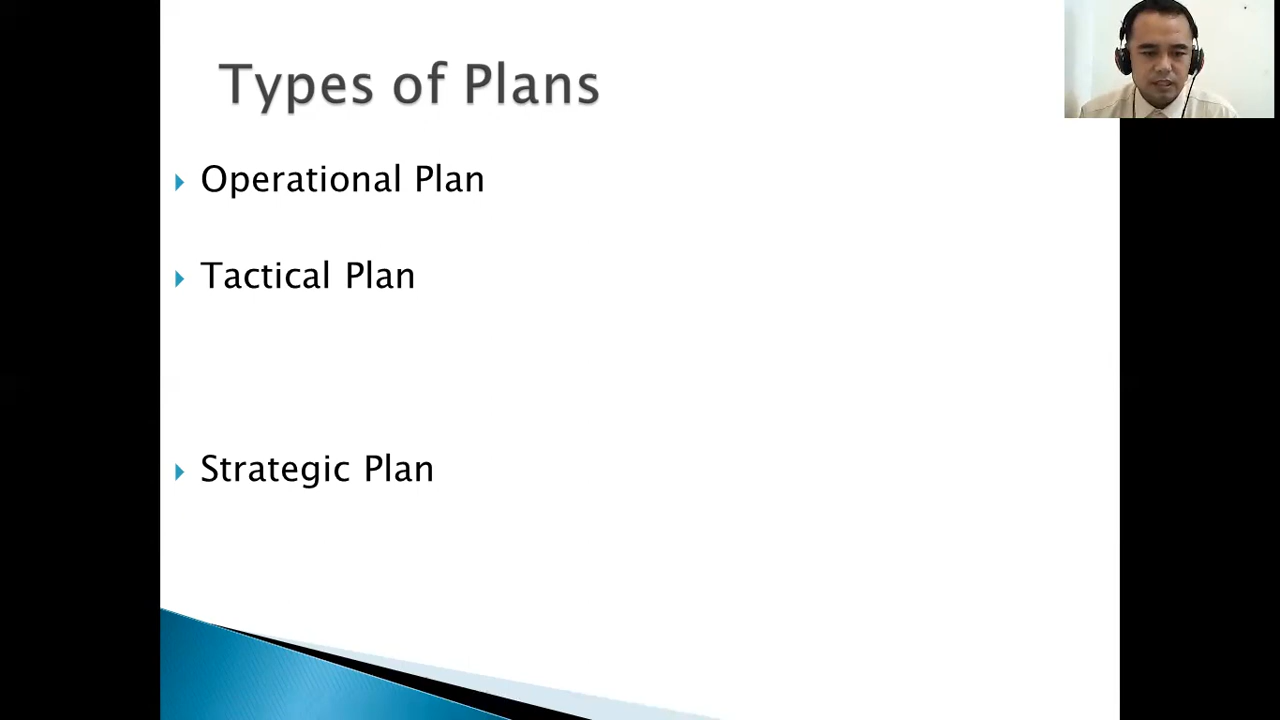 Types of Plans
Operational Plan
Tactical Plan
Strategic Plan